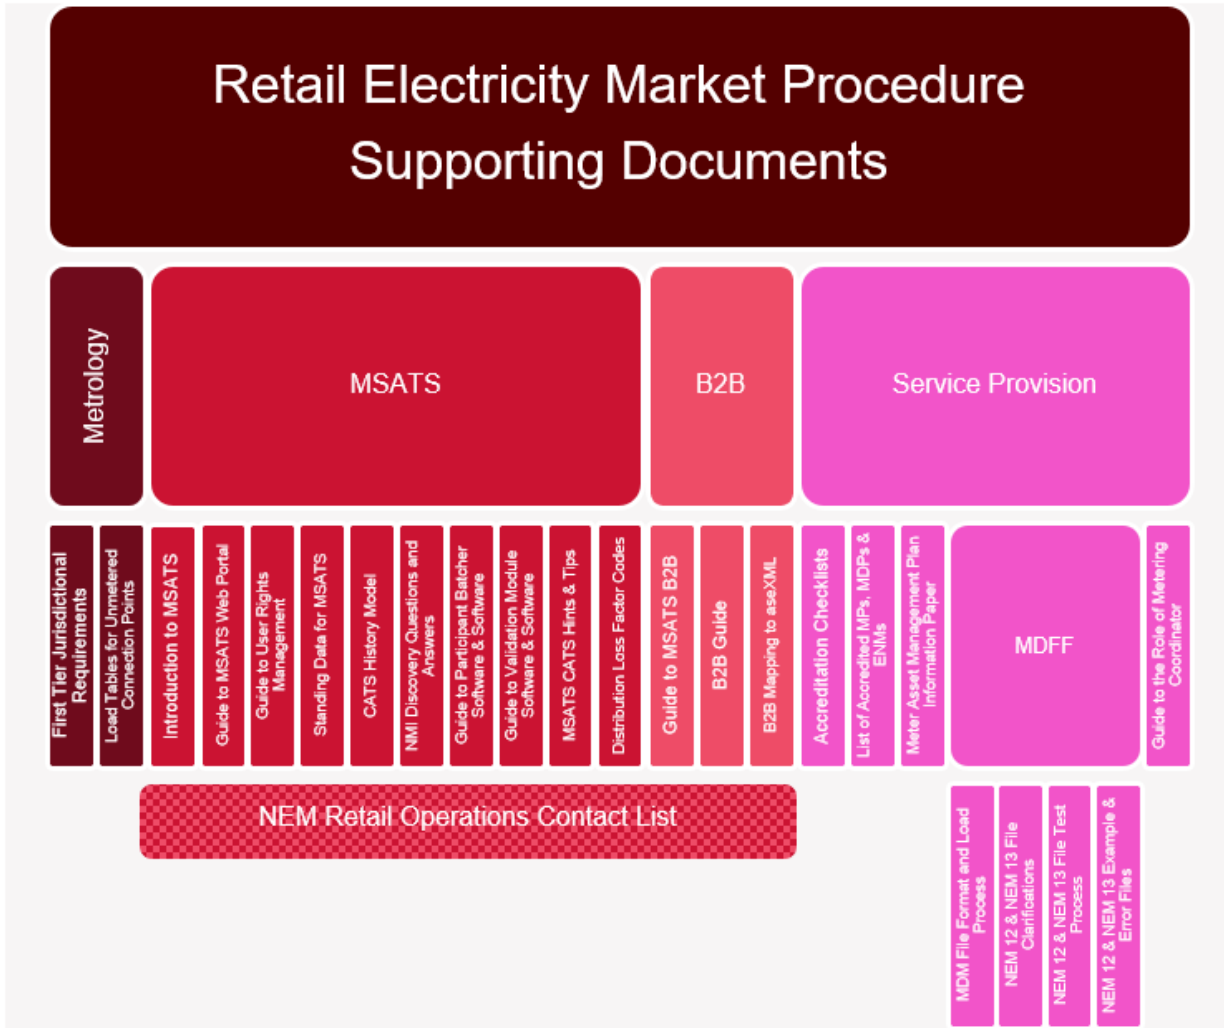 Retail Electricity Market Procedure
Supporting Documents
Metrology
MSATS
B2B
Service Provision
First Tier Jurisdictional
Requirements
Load Tables for Unmetered
Connection Points
Introduction to MSATS
Guide to MSATS Web Portal
Guide to User Rights
Management
Standing Data for MSATS
CATS History Model
NMI Discovery Questions and
Answers
Guide to Participant Batcher
Software & Software
Guide to Validation Module
Software & Software
MSATS CATS Hints & Tips
Distribution Loss Factor Codes
Guide to MSATS B2B
B2B Guide
B2B Mapping to aseXML
Accreditation Checklists
List of Accredited MPs, MDPs &
ENMs
Meter Asset Management Plan
Information Paper
MDFF
Guide to the Role of Metering
Coordinator
NEM Retail Operations Contact List
MDM File Format and Load
Process
NEM 12 & NEM 13 File
Clarifications
NEM 12 & NEM 13 File Test
Process
NEM 12 & NEM 13 Example &
Error Files